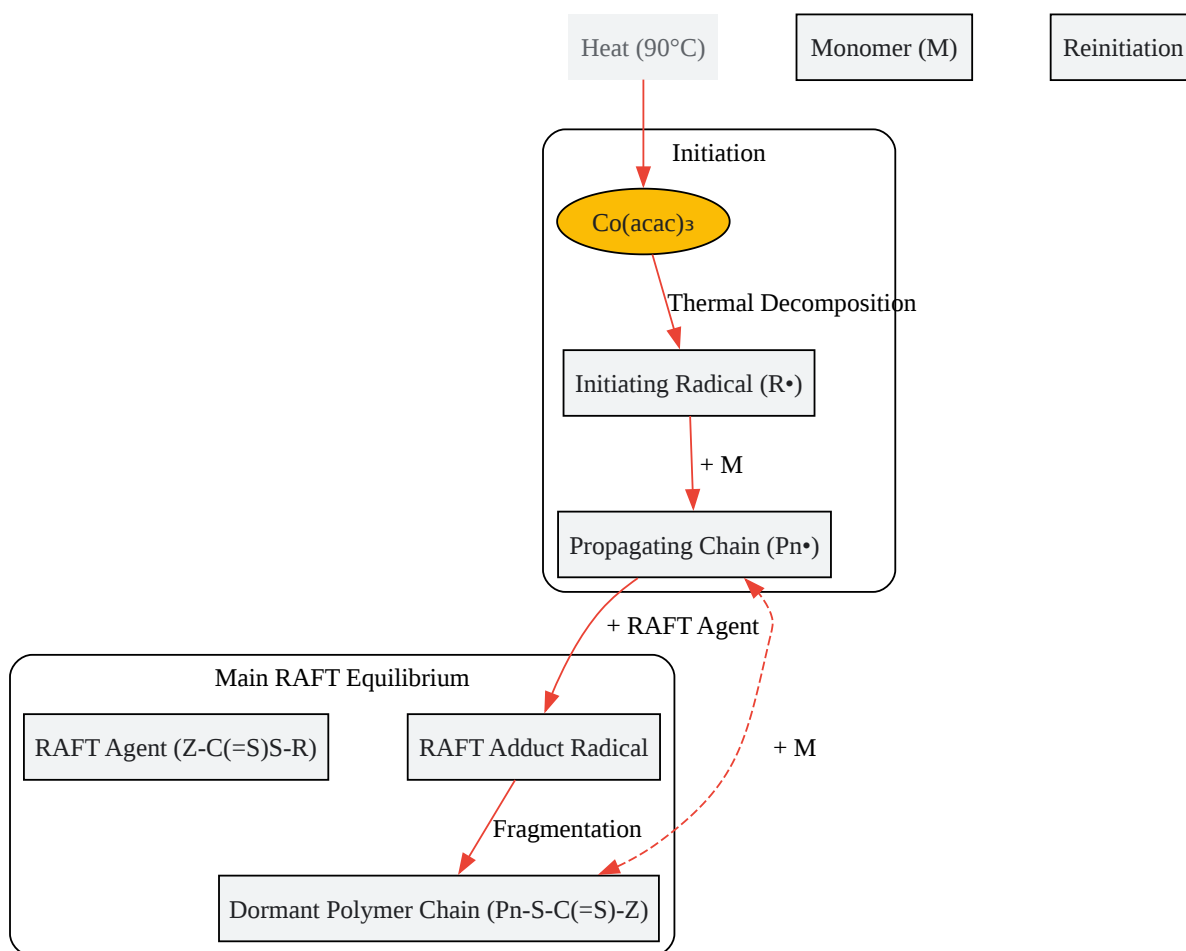 Heat (90°C)
Monomer (M)
Reinitiation
Initiation
Co(acac)₃
Thermal Decomposition
Initiating Radical (R•)
+ M
Propagating Chain (Pn•)
+ RAFT Agent
Main RAFT Equilibrium
RAFT Agent (Z-C(=S)S-R)
RAFT Adduct Radical
+ M
Fragmentation
Dormant Polymer Chain (Pn-S-C(=S)-Z)